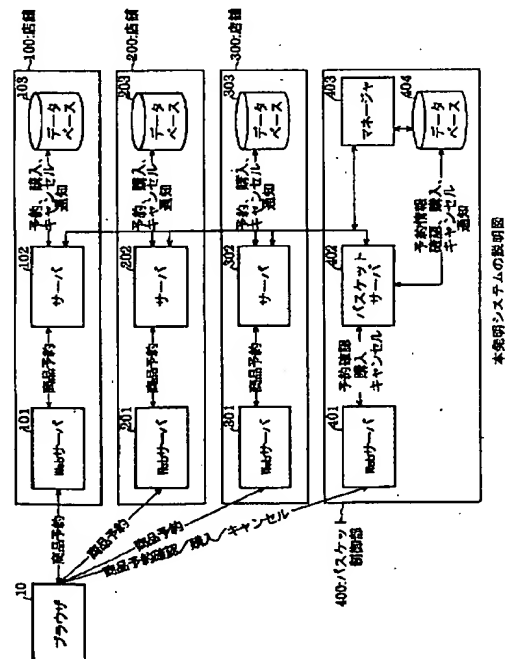 10
ブラウザ
商品予約
商品予約
商品予約
商品予約確認/購入/キャンセル
100:店舗
101
Webサーバ
商品予約
102
サーバ
予約、購入、
キャンセル
通知
103
データ
ベース
200:店舗
201
Webサーバ
商品予約
202
サーバ
予約、購入、
キャンセル
通知
203
データ
ベース
300:店舗
301
Webサーバ
商品予約
302
サーバ
予約、購入、
キャンセル
通知
303
データ
ベース
400:バスケット
制御部
401
Webサーバ
予約確認
購入
キャンセル
402
バスケット
サーバ
予約情報
確認、購入、
キャンセル
通知
403
マネージャ
404
データ
ベース
本発明システムの説明図